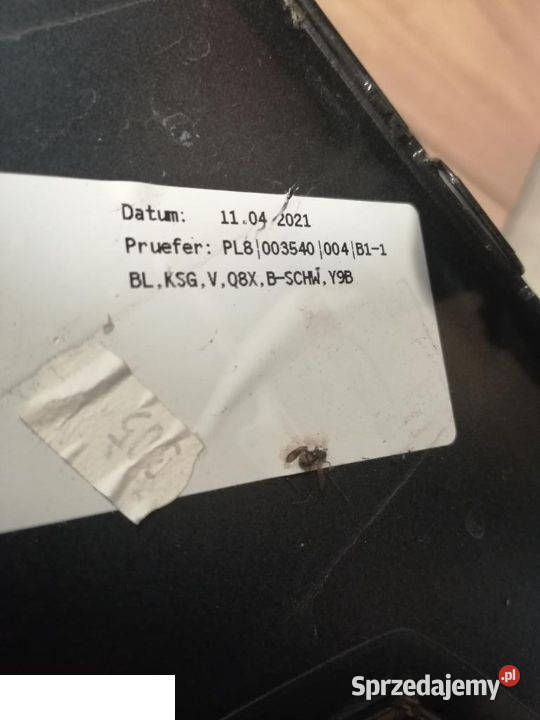 Datum: 11.04 2021
Pruefer: PL8|003540|004|B1-1
BL,KSG,V,Q8X,B-SCHW,Y9B
Sprzedajemy.pl